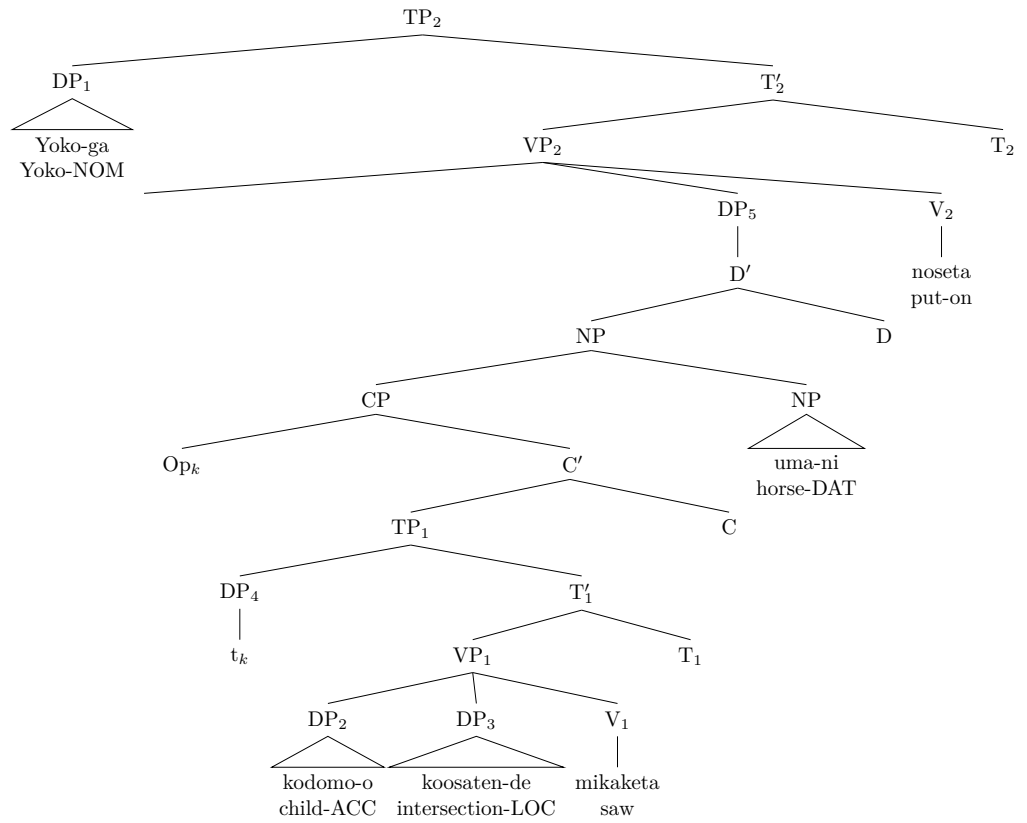 TP₂
DP₁ T′₂
Yoko-ga
Yoko-NOM
VP₂ T₂
DP₅ V₂
D′ noseta
put-on
NP D
CP NP
Opₖ C′ uma-ni
horse-DAT
TP₁ C
DP₄ T′₁
tₖ VP₁ T₁
DP₂ DP₃ V₁
kodomo-o koosaten-de mikaketa
child-ACC intersection-LOC saw